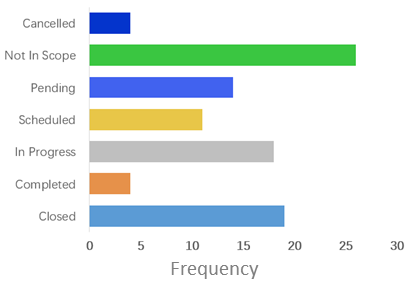 Cancelled
Not In Scope
Pending
Scheduled
In Progress
Completed
Closed
0 5 10 15 20 25 30
Frequency